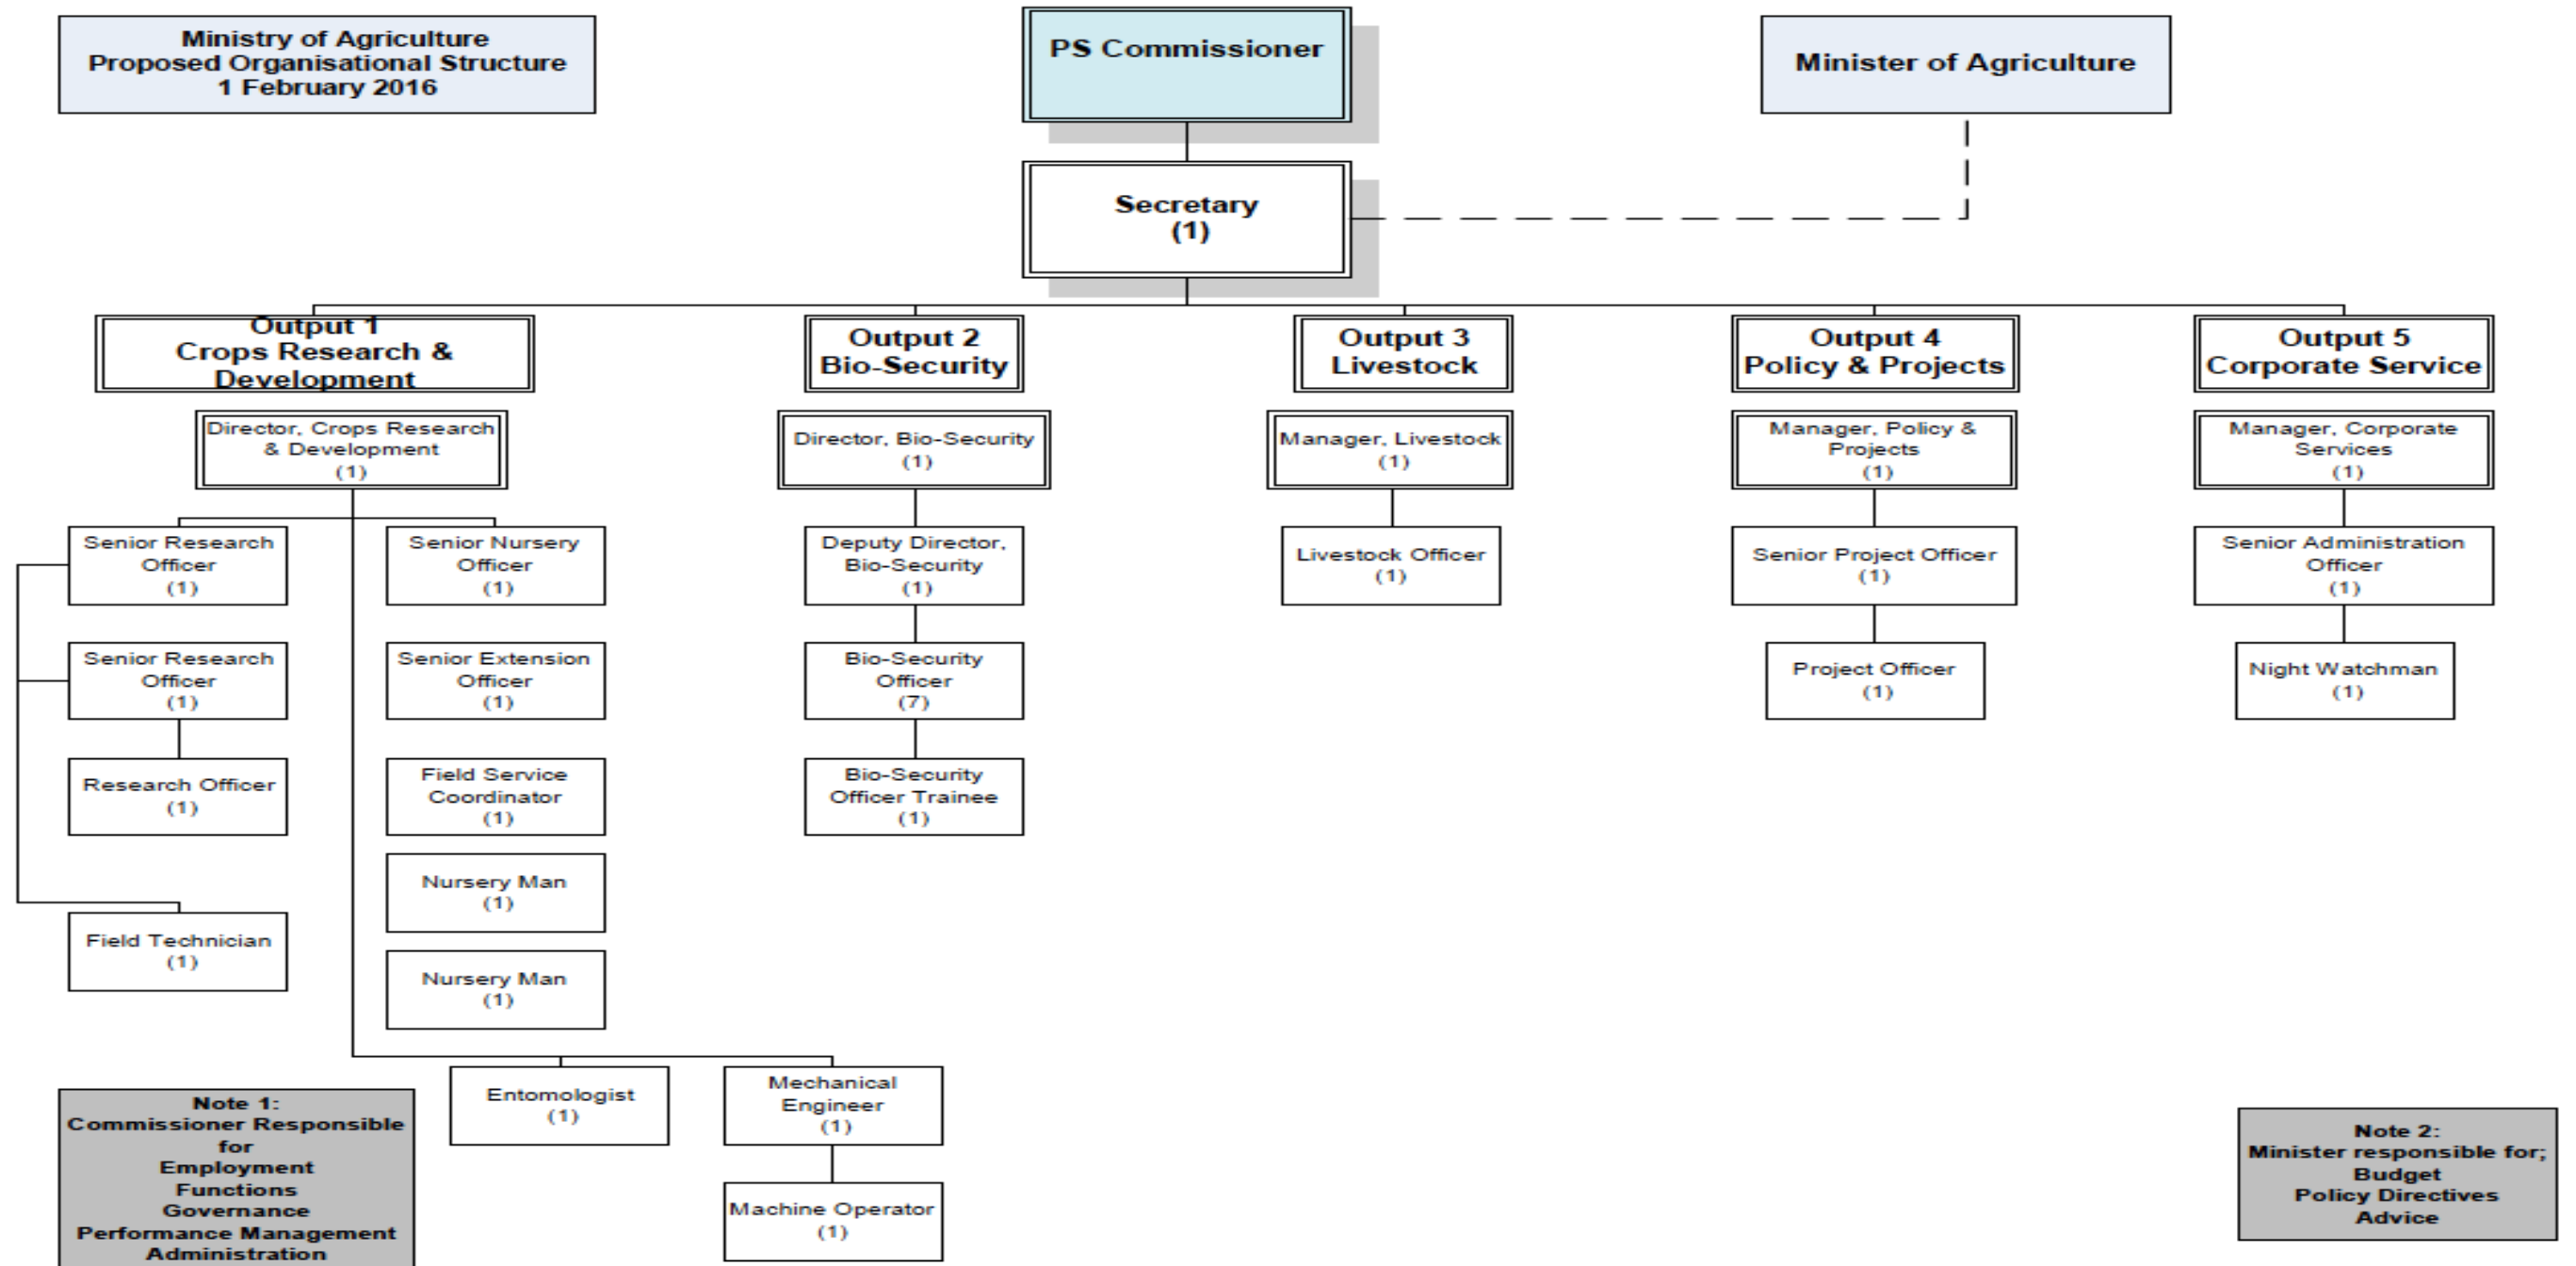 Ministry of Agriculture
Proposed Organisational Structure
1 February 2016
PS Commissioner
Minister of Agriculture
Secretary
(1)
Output 1
Crops Research &
Development
Output 2
Bio-Security
Output 3
Livestock
Output 4
Policy & Projects
Output 5
Corporate Service
Director, Crops Research
& Development
(1)
Director, Bio-Security
(1)
Manager, Livestock
(1)
Manager, Policy &
Projects
(1)
Manager, Corporate
Services
(1)
Senior Research
Officer
(1)
Senior Nursery
Officer
(1)
Deputy Director,
Bio-Security
(1)
Livestock Officer
(1)
Senior Project Officer
(1)
Senior Administration
Officer
(1)
Senior Research
Officer
(1)
Senior Extension
Officer
(1)
Bio-Security
Officer
(7)
Project Officer
(1)
Night Watchman
(1)
Research Officer
(1)
Field Service
Coordinator
(1)
Bio-Security
Officer Trainee
(1)
Nursery Man
(1)
Field Technician
(1)
Nursery Man
(1)
Entomologist
(1)
Mechanical
Engineer
(1)
Machine Operator
(1)
Note 1:
Commissioner Responsible
for
Employment
Functions
Governance
Performance Management
Administration
Note 2:
Minister responsible for;
Budget
Policy Directives
Advice